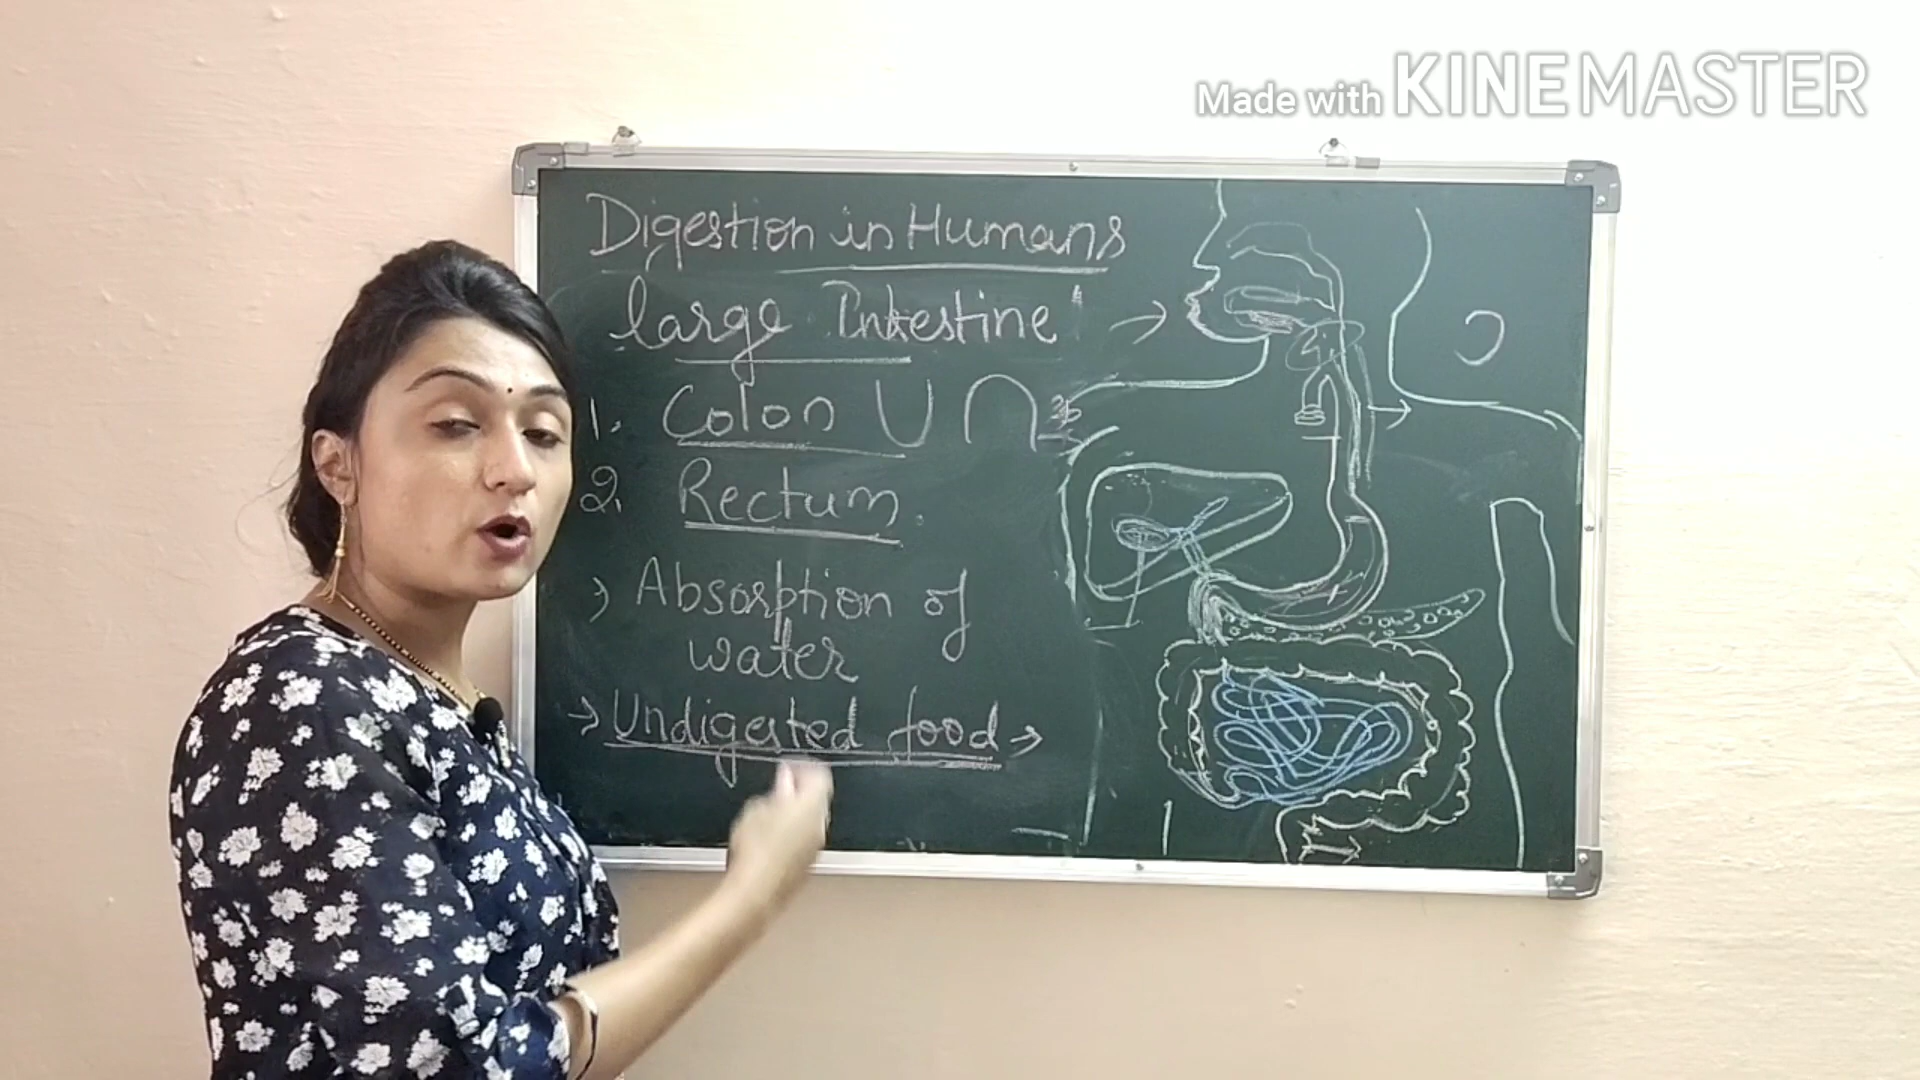 Made with KINEMASTER
Digestion in Humans
large Intestine
1. Colon U
2. Rectum.
Absorption of
water
→ Undigested food →